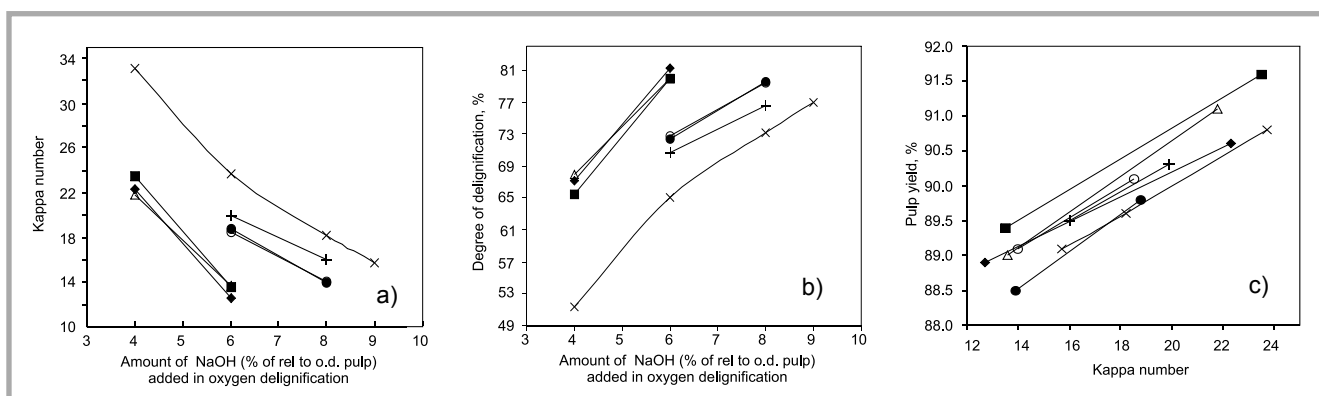 34
30
26
22
18
14
10
3 4 5 6 7 8 9 10
Kappa number
Amount of NaOH (% of rel to o.d. pulp)
added in oxygen delignification
a)
81
77
73
69
65
61
57
53
49
3 4 5 6 7 8 9 10
Degree of delignification, %
Amount of NaOH (% of rel to o.d. pulp)
added in oxygen delignification
b)
92.0
91.5
91.0
90.5
90.0
89.5
89.0
88.5
88.0
12 14 16 18 20 22 24
Pulp yield, %
Kappa number
c)